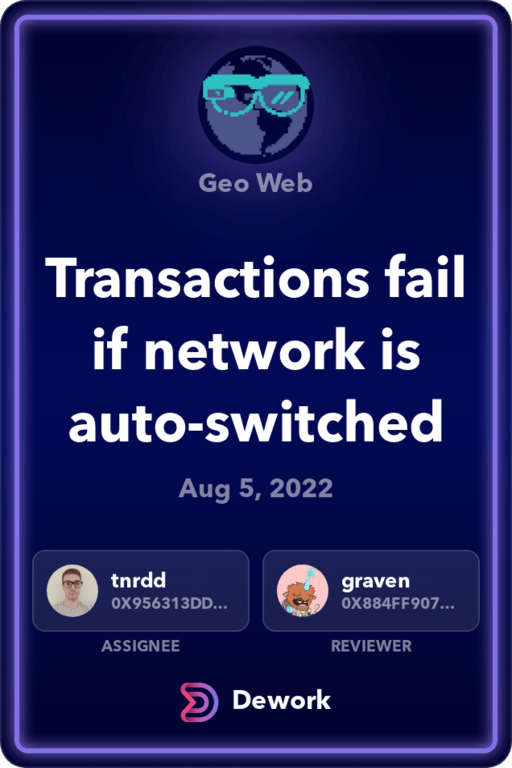 Geo Web
Transactions fail
if network is
auto-switched
Aug 5, 2022
tnrdd
0X956313DD...
ASSIGNEE
graven
0X884FF907...
REVIEWER
Dework